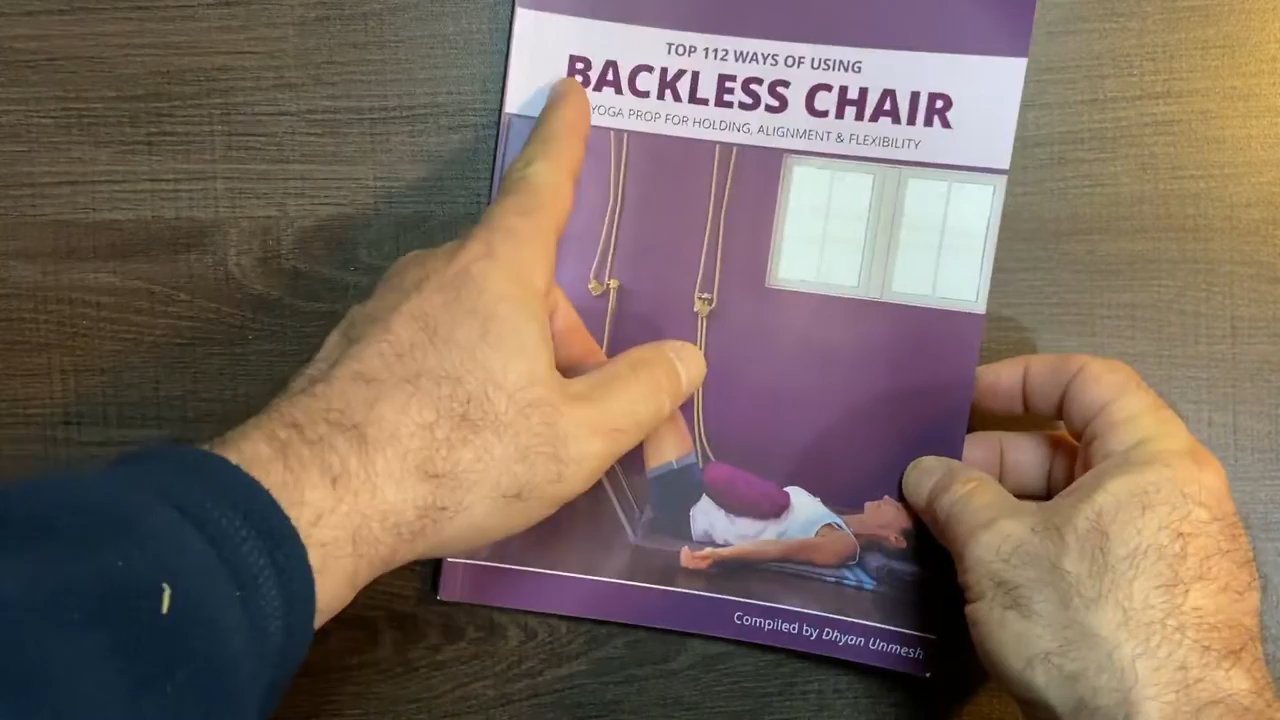 TOP 112 WAYS OF USING
BACKLESS CHAIR
YOGA PROP FOR HOLDING, ALIGNMENT & FLEXIBILITY
Compiled by Dhyan Unmesh